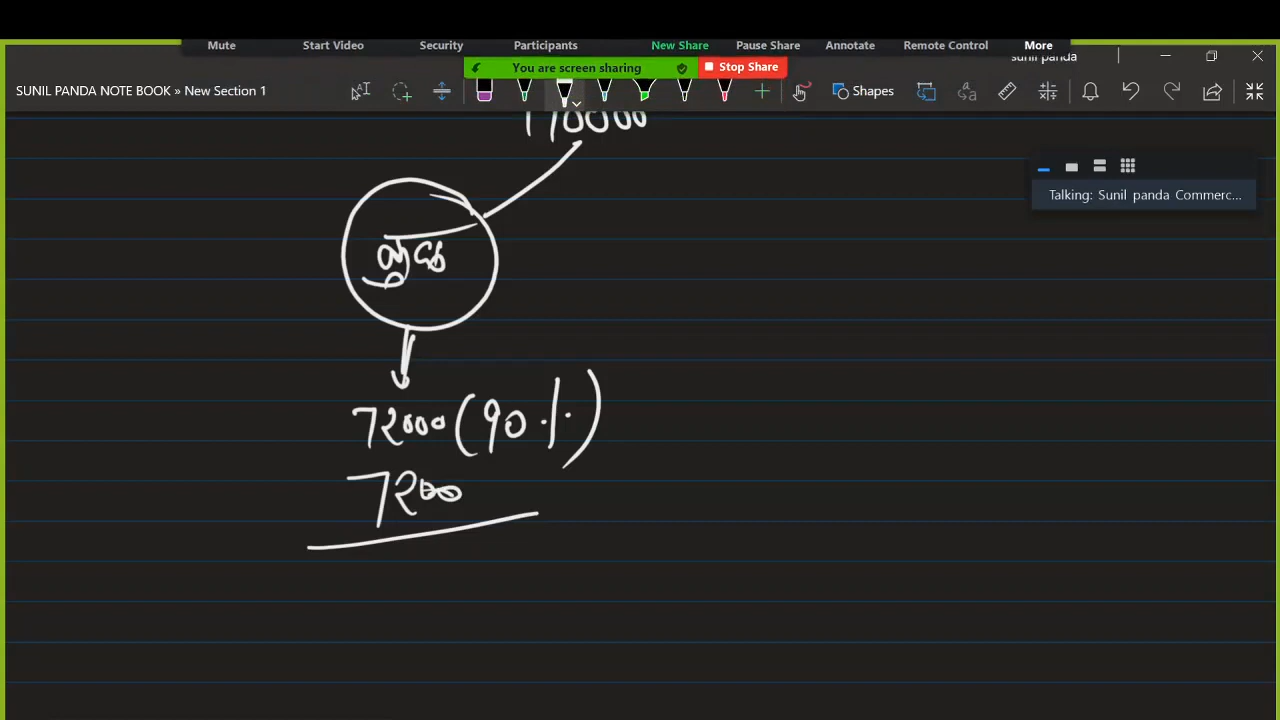 Mute Start Video Security Participants New Share Pause Share Annotate Remote Control More
You are screen sharing Stop Share
sunil panda
SUNIL PANDA NOTE BOOK » New Section 1
Shapes
Talking: Sunil panda Commerc...
72000 (90%)
7200